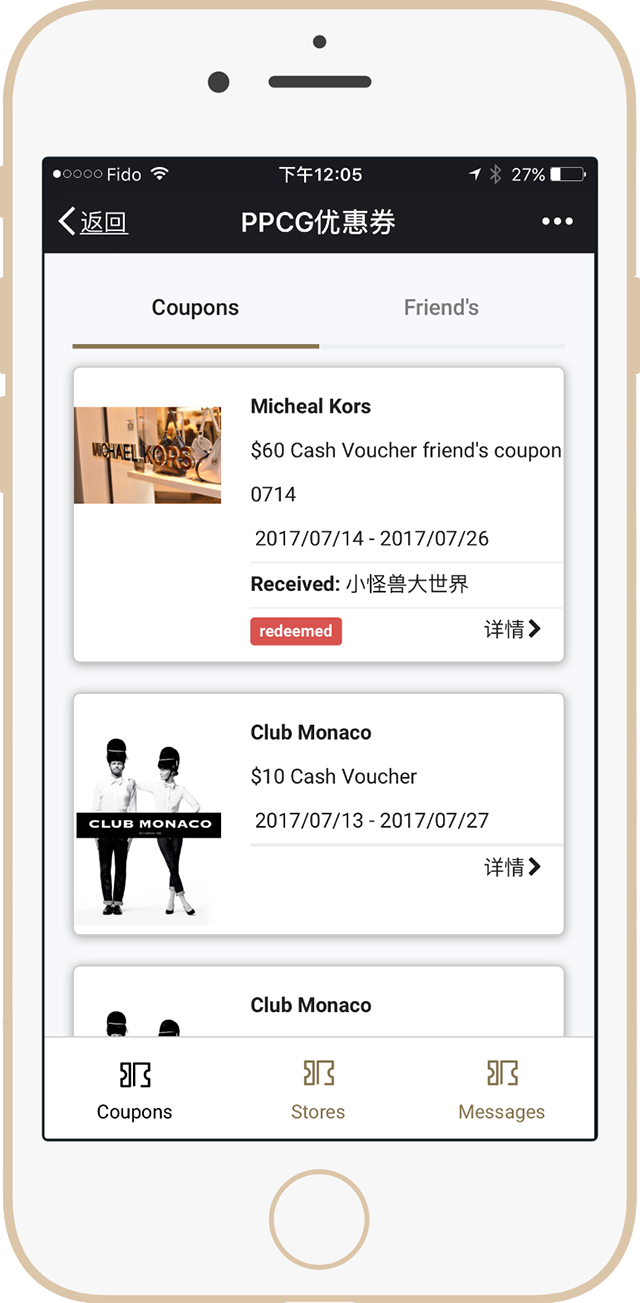 Fido 下午12:05 27%
返回 PPCG优惠券
Coupons Friend's
MICHAEL KORS
Micheal Kors
$60 Cash Voucher friend's coupon
0714
2017/07/14 - 2017/07/26
Received: 小怪兽大世界
redeemed 详情
CLUB MONACO
Club Monaco
$10 Cash Voucher
2017/07/13 - 2017/07/27
详情
Club Monaco
Coupons Stores Messages